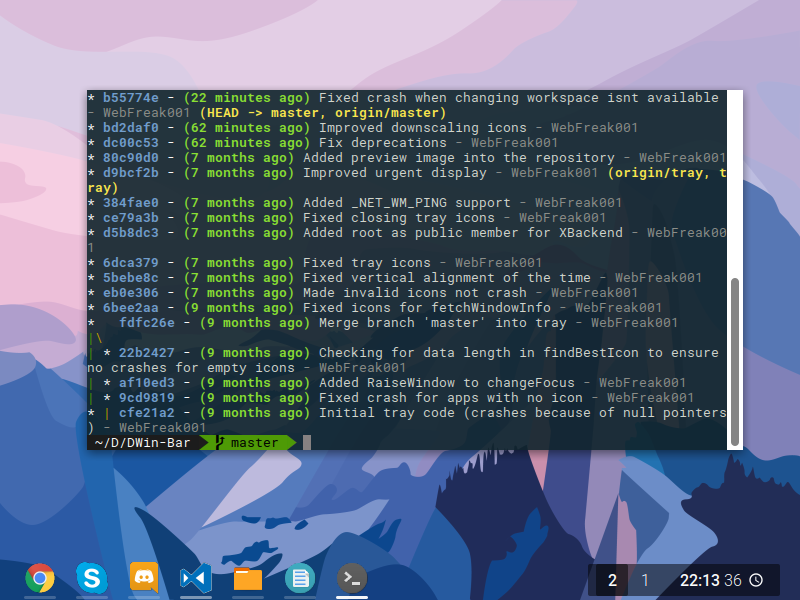 * b55774e - (22 minutes ago) Fixed crash when changing workspace isnt available
- WebFreak001 (HEAD -> master, origin/master)
* bd2daf0 - (62 minutes ago) Improved downscaling icons - WebFreak001
* dc00c53 - (62 minutes ago) Fix deprecations - WebFreak001
* 80c90d0 - (7 months ago) Added preview image into the repository - WebFreak001
* d9bcf2b - (7 months ago) Improved urgent display - WebFreak001 (origin/tray, t
ray)
* 384fae0 - (7 months ago) Added _NET_WM_PING support - WebFreak001
* ce79a3b - (7 months ago) Fixed closing tray icons - WebFreak001
* d5b8dc3 - (7 months ago) Added root as public member for XBackend - WebFreak00
1
* 6dca379 - (7 months ago) Fixed tray icons - WebFreak001
* 5bebe8c - (7 months ago) Fixed vertical alignment of the time - WebFreak001
* eb0e306 - (7 months ago) Made invalid icons not crash - WebFreak001
* 6bee2aa - (9 months ago) Fixed icons for fetchWindowInfo - WebFreak001
*   fdfc26e - (9 months ago) Merge branch 'master' into tray - WebFreak001
|\
| * 22b2427 - (9 months ago) Checking for data length in findBestIcon to ensure
no crashes for empty icons - WebFreak001
| * af10ed3 - (9 months ago) Added RaiseWindow to changeFocus - WebFreak001
| * 9cd9819 - (9 months ago) Fixed crash for apps with no icon - WebFreak001
* | cfe21a2 - (9 months ago) Initial tray code (crashes because of null pointers
) - WebFreak001
~/D/DWin-Bar master
2 1 22:13 36